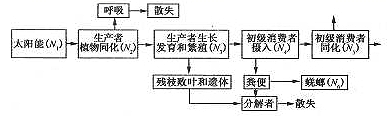 呼吸
散失
太阳能(N₁)
生产者
植物同化(N₂)
生产者生长
发育和繁殖(N₃)
初级消费者
摄入(N₄)
初级消费者
同化(N₅)
残枝败叶和遗体
粪便
蜣螂(N₆)
分解者
散失